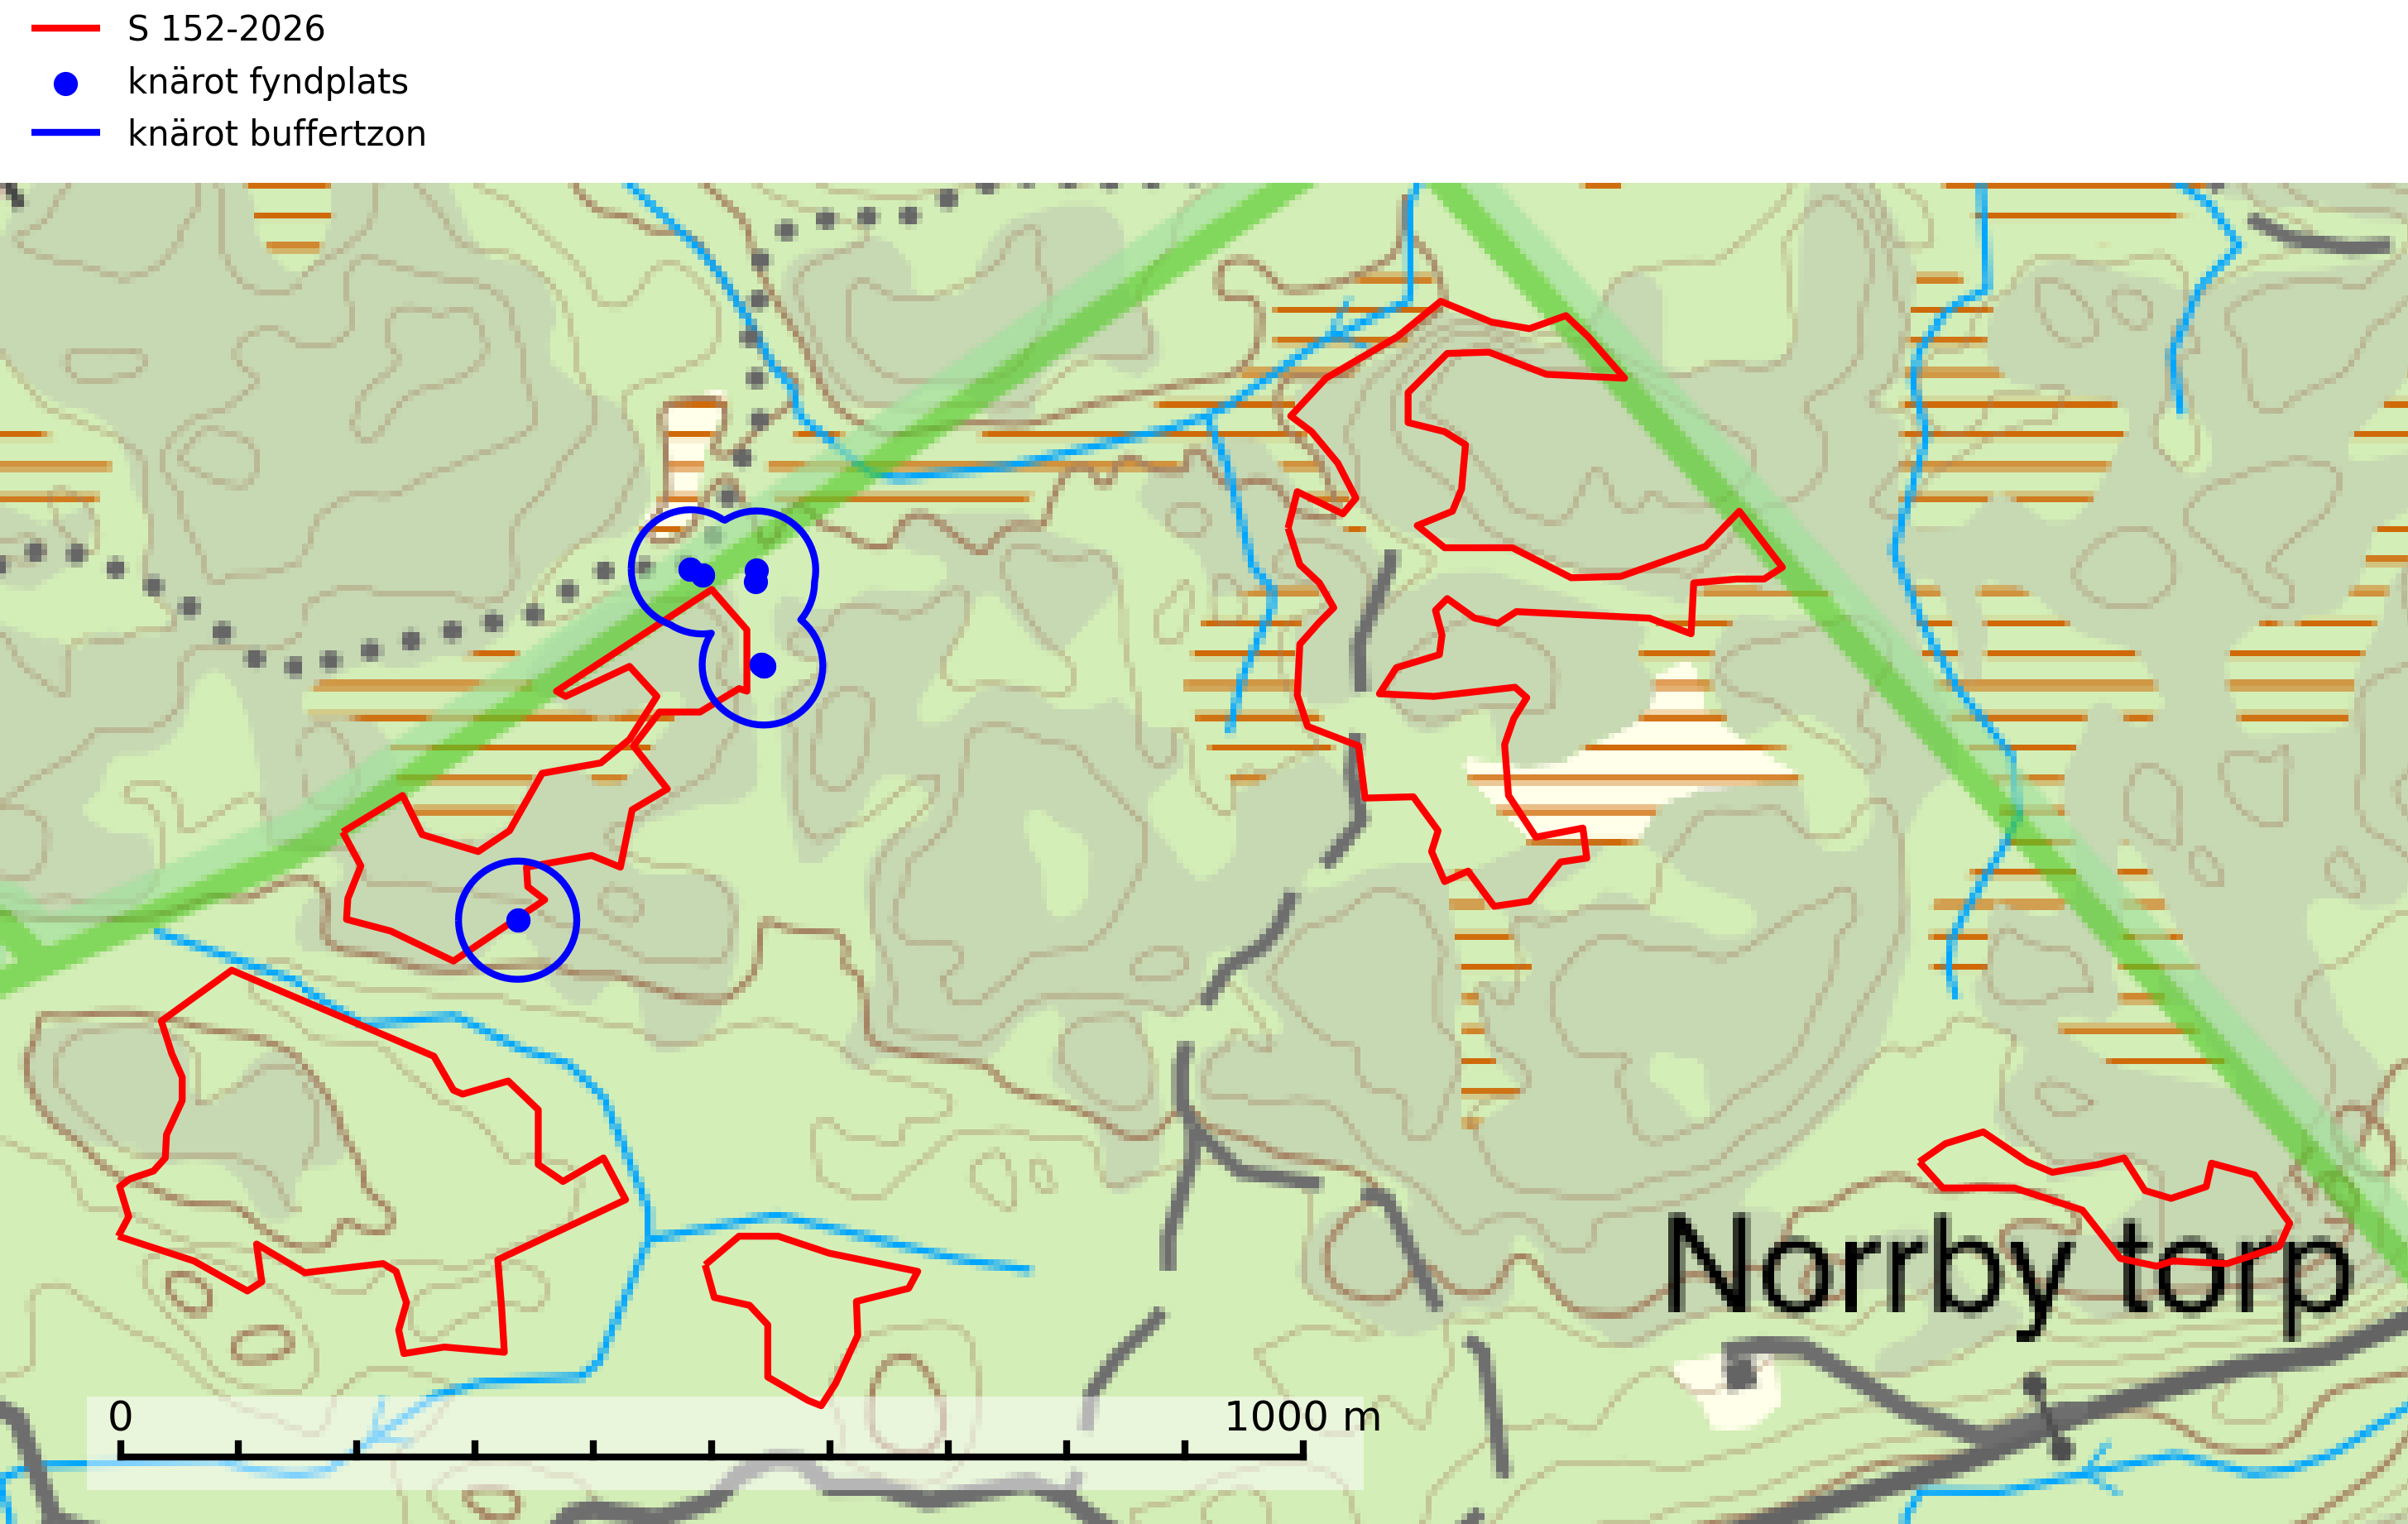 S 152-2026
knärot fyndplats
knärot buffertzon
Norrby torp
0
1000 m